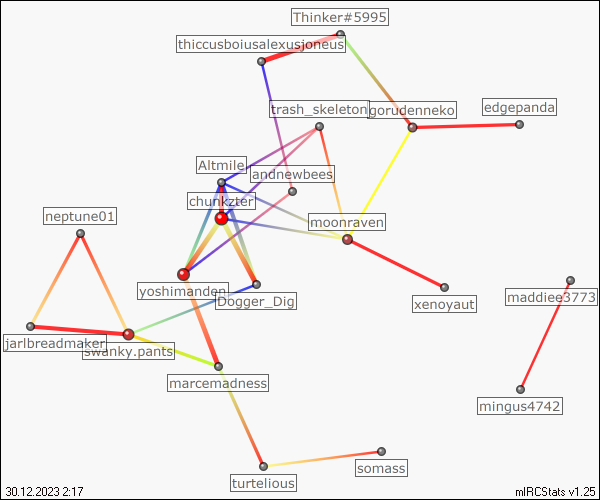 Thinker#5995
thiccusboiusalexusjoneus
trash_skeleton
gorudenneko
edgepanda
Altmile
andnewbees
chunkzter
neptune01
moonraven
yoshimanden
Dogger_Dig
xenoyaut
maddiee3773
jarlbreadmaker
swanky.pants
marcemadness
mingus4742
somass
turtelious
30.12.2023 2:17
mIRCStats v1.25